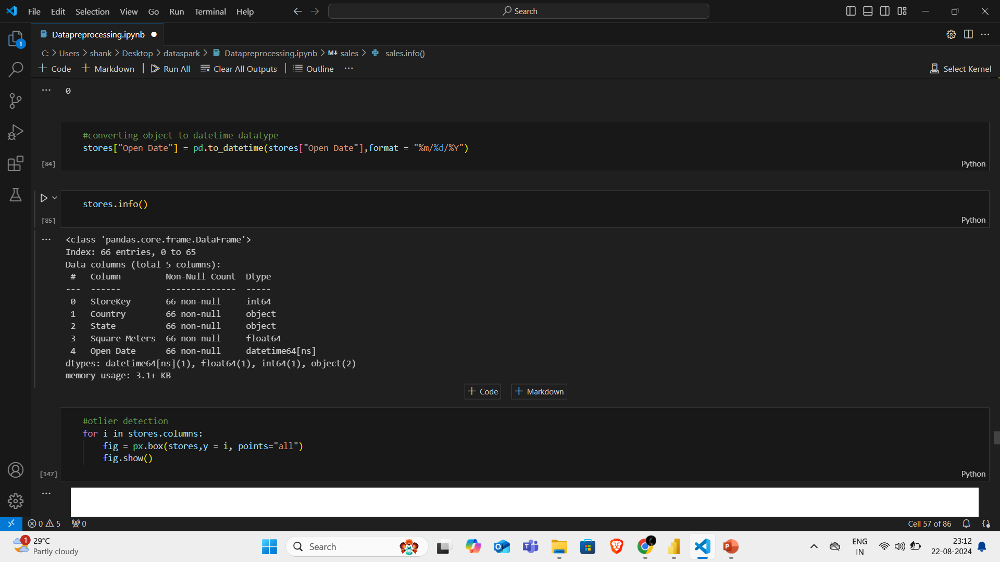 File Edit Selection View Go Run Terminal Help
Search
Datapreprocessing.ipynb
1
C: > Users > shank > Desktop > dataspark > Datapreprocessing.ipynb > M↓ sales > sales.info()
+ Code + Markdown | Run All Clear All Outputs | Outline ···
Select Kernel
··· 0
#converting object to datetime datatype
stores["Open Date"] = pd.to_datetime(stores["Open Date"],format = "%m/%d/%Y")
[84]
Python
stores.info()
[85]
Python
··· <class 'pandas.core.frame.DataFrame'>
Index: 66 entries, 0 to 65
Data columns (total 5 columns):
 #   Column         Non-Null Count  Dtype
---  ------         --------------  -----
 0   StoreKey       66 non-null     int64
 1   Country        66 non-null     object
 2   State          66 non-null     object
 3   Square Meters  66 non-null     float64
 4   Open Date      66 non-null     datetime64[ns]
dtypes: datetime64[ns](1), float64(1), int64(1), object(2)
memory usage: 3.1+ KB
+ Code + Markdown
#otlier detection
for i in stores.columns:
    fig = px.box(stores,y = i, points="all")
    fig.show()
[147]
Python
···
0 5 0
Cell 57 of 86
1
29°C
Partly cloudy
Search
ENG
IN
23:12
22-08-2024